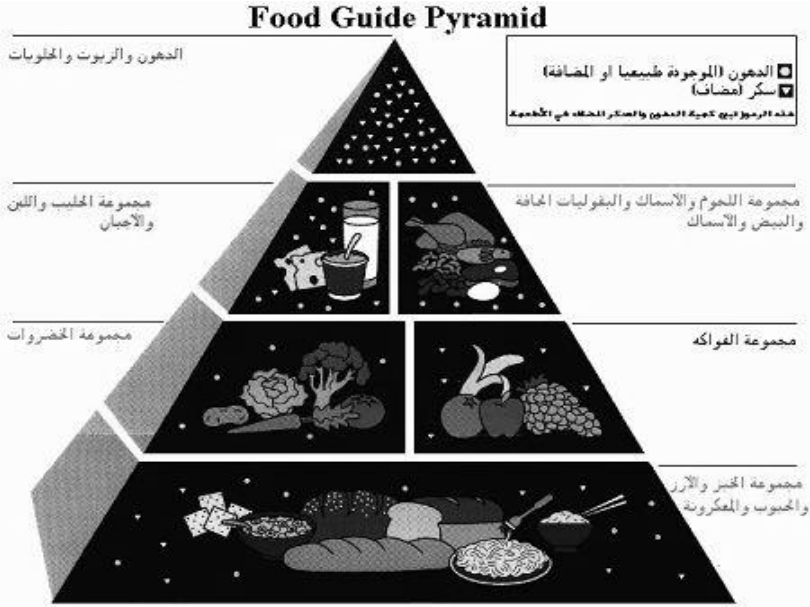 Food Guide Pyramid
الدهون والزيوت والحلويات
الدهون (الموجودة طبيعيا او المضافة)
سكر (مضاف)
هذه الرموز تبين كمية الدهون والسكر المضاف في الأطعمة
مجموعة الحليب واللبن
والأجبان
مجموعة اللحوم والأسماك والبقوليات الجافة
والبيض والأسماك
مجموعة الخضروات
مجموعة الفواكه
مجموعة الخبز والأرز
والحبوب والمعكرونة